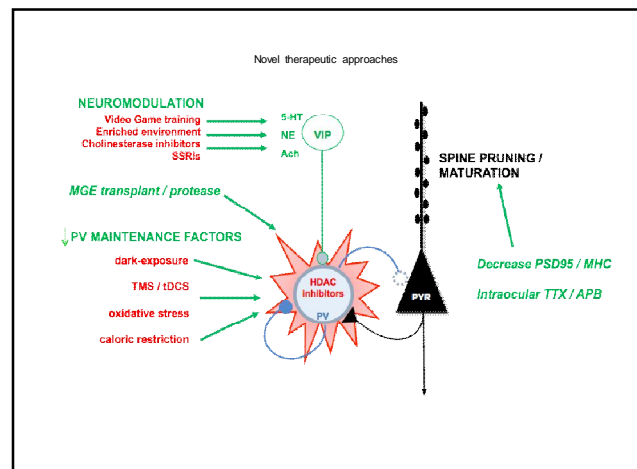 Novel therapeutic approaches
NEUROMODULATION
Video Game training
Enriched environment
Cholinesterase inhibitors
SSRIs
5-HT
NE
Ach
VIP
SPINE PRUNING /
MATURATION
MGE transplant / protease
↓ PV MAINTENANCE FACTORS
dark-exposure
TMS / tDCS
oxidative stress
caloric restriction
HDAC
inhibitors
PV
PYR
Decrease PSD95 / MHC
Intraocular TTX / APB